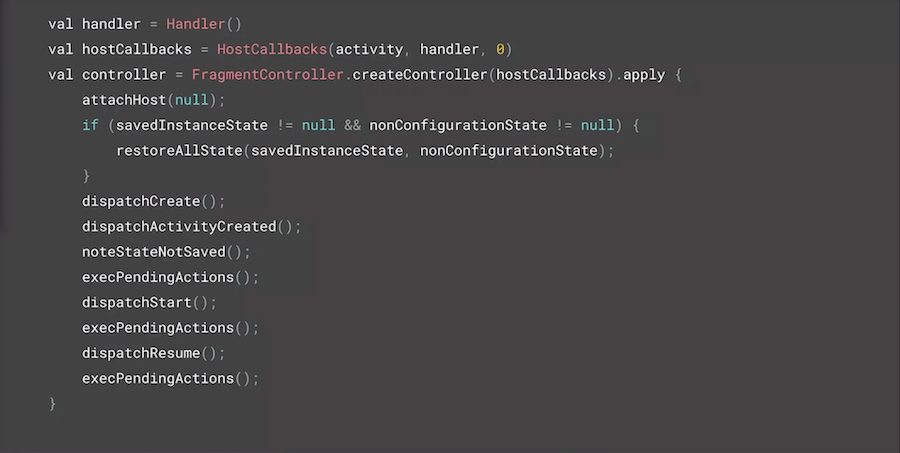 val handler = Handler()
val hostCallbacks = HostCallbacks(activity, handler, 0)
val controller = FragmentController.createController(hostCallbacks).apply {
    attachHost(null);
    if (savedInstanceState != null && nonConfigurationState != null) {
        restoreAllState(savedInstanceState, nonConfigurationState);
    }
    dispatchCreate();
    dispatchActivityCreated();
    noteStateNotSaved();
    execPendingActions();
    dispatchStart();
    execPendingActions();
    dispatchResume();
    execPendingActions();
}